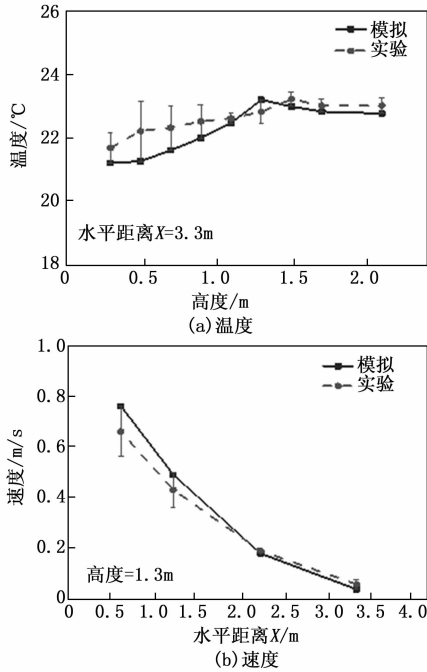 26
24
22
21
18
温度/℃
模拟
实验
水平距离X=3.3m
0 0.5 1.0 1.5 2.0
高度/m
(a)温度
1.0
0.8
0.6
0.4
0.2
0
速度/m/s
模拟
实验
高度=1.3m
0 0.5 1.0 1.5 2.0 2.5 3.0 3.5 4.0
水平距离X/m
(b)速度